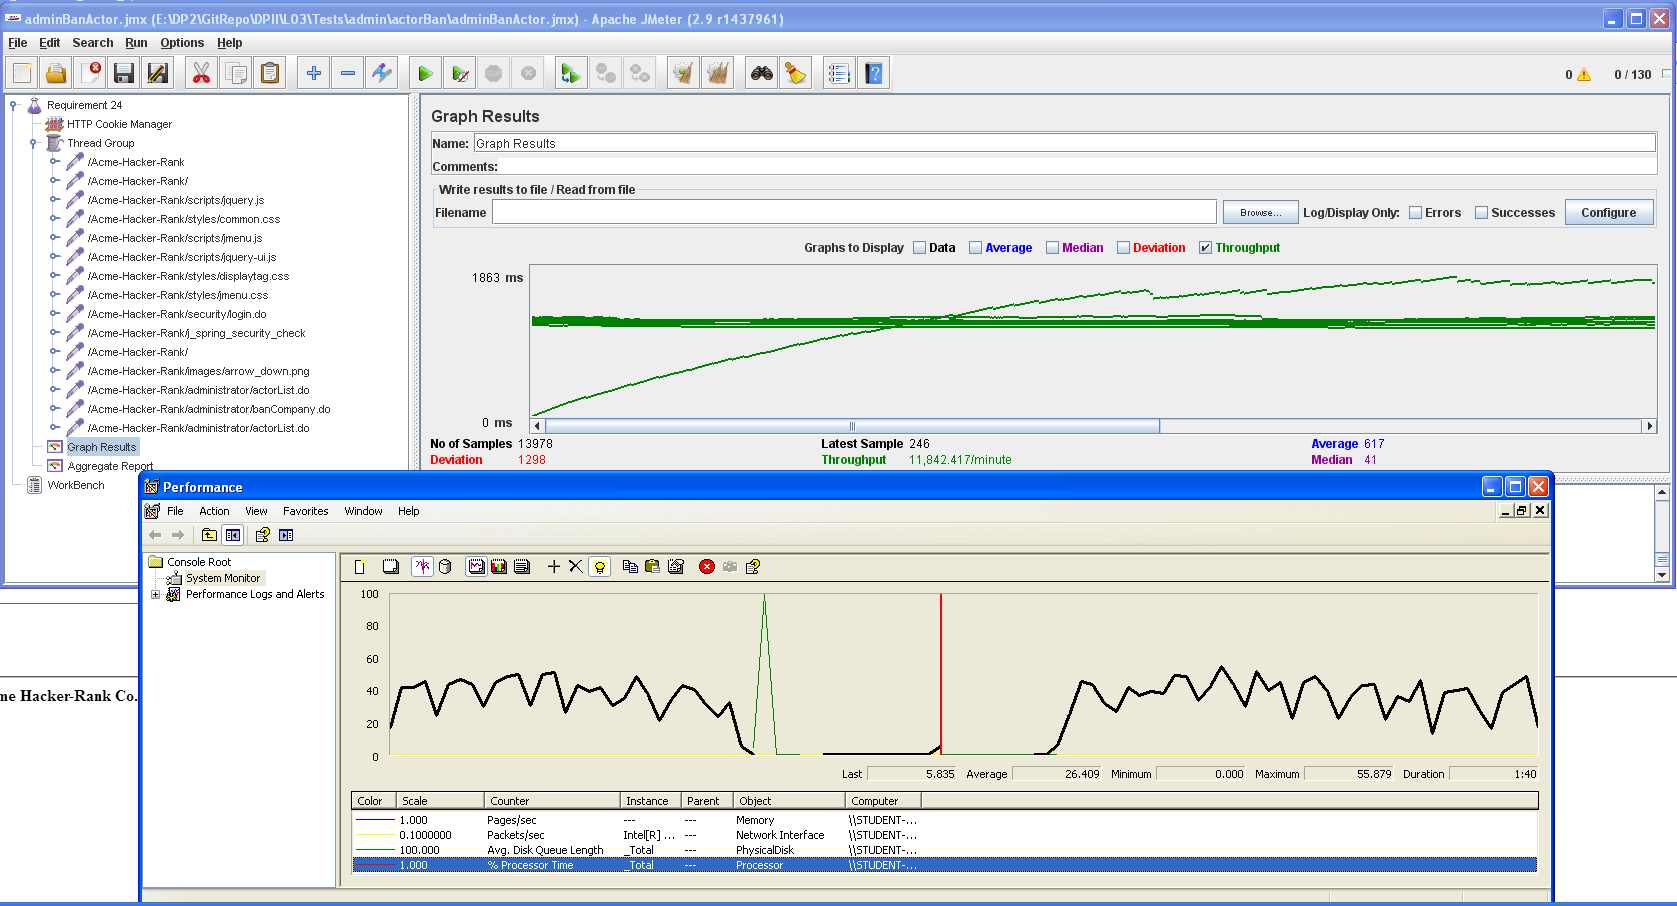 adminBanActor.jmx (E:\DP2\GitRepo\DPII\L03\Tests\admin\actorBan\adminBanActor.jmx) - Apache JMeter (2.9 r1437961)
File Edit Search Run Options Help
0 0 / 130
Requirement 24
HTTP Cookie Manager
Thread Group
/Acme-Hacker-Rank
/Acme-Hacker-Rank/
/Acme-Hacker-Rank/scripts/jquery.js
/Acme-Hacker-Rank/styles/common.css
/Acme-Hacker-Rank/scripts/jmenu.js
/Acme-Hacker-Rank/scripts/jquery-ui.js
/Acme-Hacker-Rank/styles/displaytag.css
/Acme-Hacker-Rank/styles/jmenu.css
/Acme-Hacker-Rank/security/login.do
/Acme-Hacker-Rank/j_spring_security_check
/Acme-Hacker-Rank/
/Acme-Hacker-Rank/images/arrow_down.png
/Acme-Hacker-Rank/administrator/actorList.do
/Acme-Hacker-Rank/administrator/banCompany.do
/Acme-Hacker-Rank/administrator/actorList.do
Graph Results
Aggregate Report
WorkBench
Graph Results
Name: Graph Results
Comments:
Write results to file / Read from file
Filename Browse... Log/Display Only: Errors Successes Configure
Graphs to Display Data Average Median Deviation Throughput
1863 ms
0 ms
No of Samples 13978 Latest Sample 246 Average 617
Deviation 1298 Throughput 11,842.417/minute Median 41
me Hacker-Rank Co.
Performance
File Action View Favorites Window Help
Console Root
System Monitor
Performance Logs and Alerts
100
80
60
40
20
0
Last 5.835 Average 26.409 Minimum 0.000 Maximum 55.879 Duration 1:40
Color Scale Counter Instance Parent Object Computer
1.000 Pages/sec --- --- Memory \\STUDENT-...
0.1000000 Packets/sec Intel[R] ... --- Network Interface \\STUDENT-...
100.000 Avg. Disk Queue Length _Total --- PhysicalDisk \\STUDENT-...
1.000 % Processor Time _Total --- Processor \\STUDENT-...